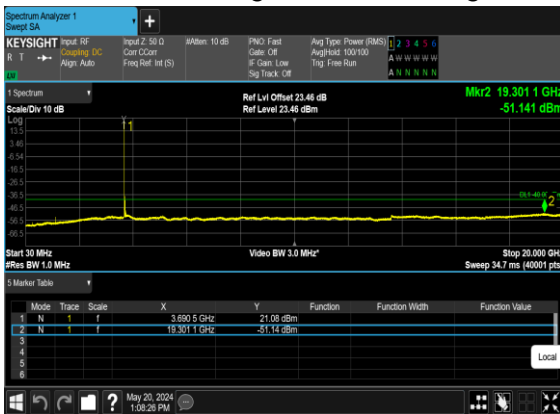 Spectrum Analyzer 1
Swept SA
+
KEYSIGHT Input: RF Input Z: 50 Ω #Atten: 10 dB PNO: Fast Avg Type: Power (RMS) 1 2 3 4 5 6
R T Coupling: DC Corr CCorr Gate: Off Avg|Hold: 100/100 A W W W W W
Align: Auto Freq Ref: Int (S) IF Gain: Low Trig: Free Run
Sig Track: Off A N N N N N
1 Spectrum Ref Lvl Offset 23.46 dB Mkr2 19.301 1 GHz
Scale/Div 10 dB Ref Level 23.46 dBm -51.141 dBm
Log
13.5
3.46
-6.54
-16.5
-26.5
-36.5
-46.5
-56.5
-66.5
1
2
Start 30 MHz Video BW 3.0 MHz* Stop 20.000 GHz
#Res BW 1.0 MHz Sweep 34.7 ms (40001 pts
5 Marker Table
Mode Trace Scale X Y Function Function Width Function Value
1 N 1 f 3.690 5 GHz 21.08 dBm
2 N 1 f 19.301 1 GHz -51.14 dBm
3
4
5
6
Local
? May 20, 2024
1:08:26 PM